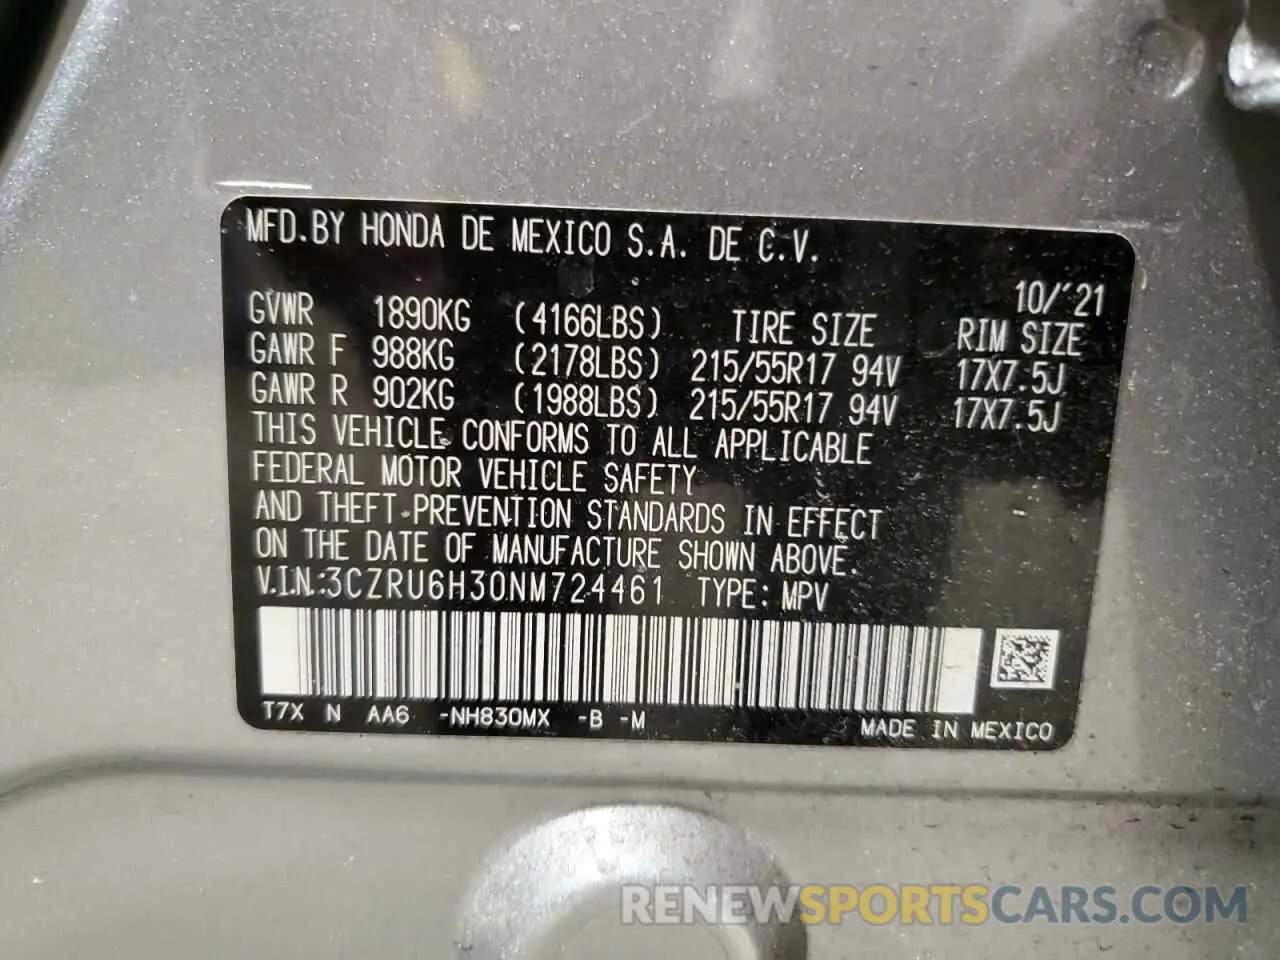 MFD.BY HONDA DE MEXICO S.A. DE C.V.
10/'21
GVWR 1890KG (4166LBS) TIRE SIZE RIM SIZE
GAWR F 988KG (2178LBS) 215/55R17 94V 17X7.5J
GAWR R 902KG (1988LBS) 215/55R17 94V 17X7.5J
THIS VEHICLE CONFORMS TO ALL APPLICABLE
FEDERAL MOTOR VEHICLE SAFETY
AND THEFT-PREVENTION STANDARDS IN EFFECT
ON THE DATE OF MANUFACTURE SHOWN ABOVE.
V.I.N.:3CZRU6H30NM724461 TYPE: MPV
T7X N AA6 -NH830MX -B -M MADE IN MEXICO
RENEWSPORTSCARS.COM